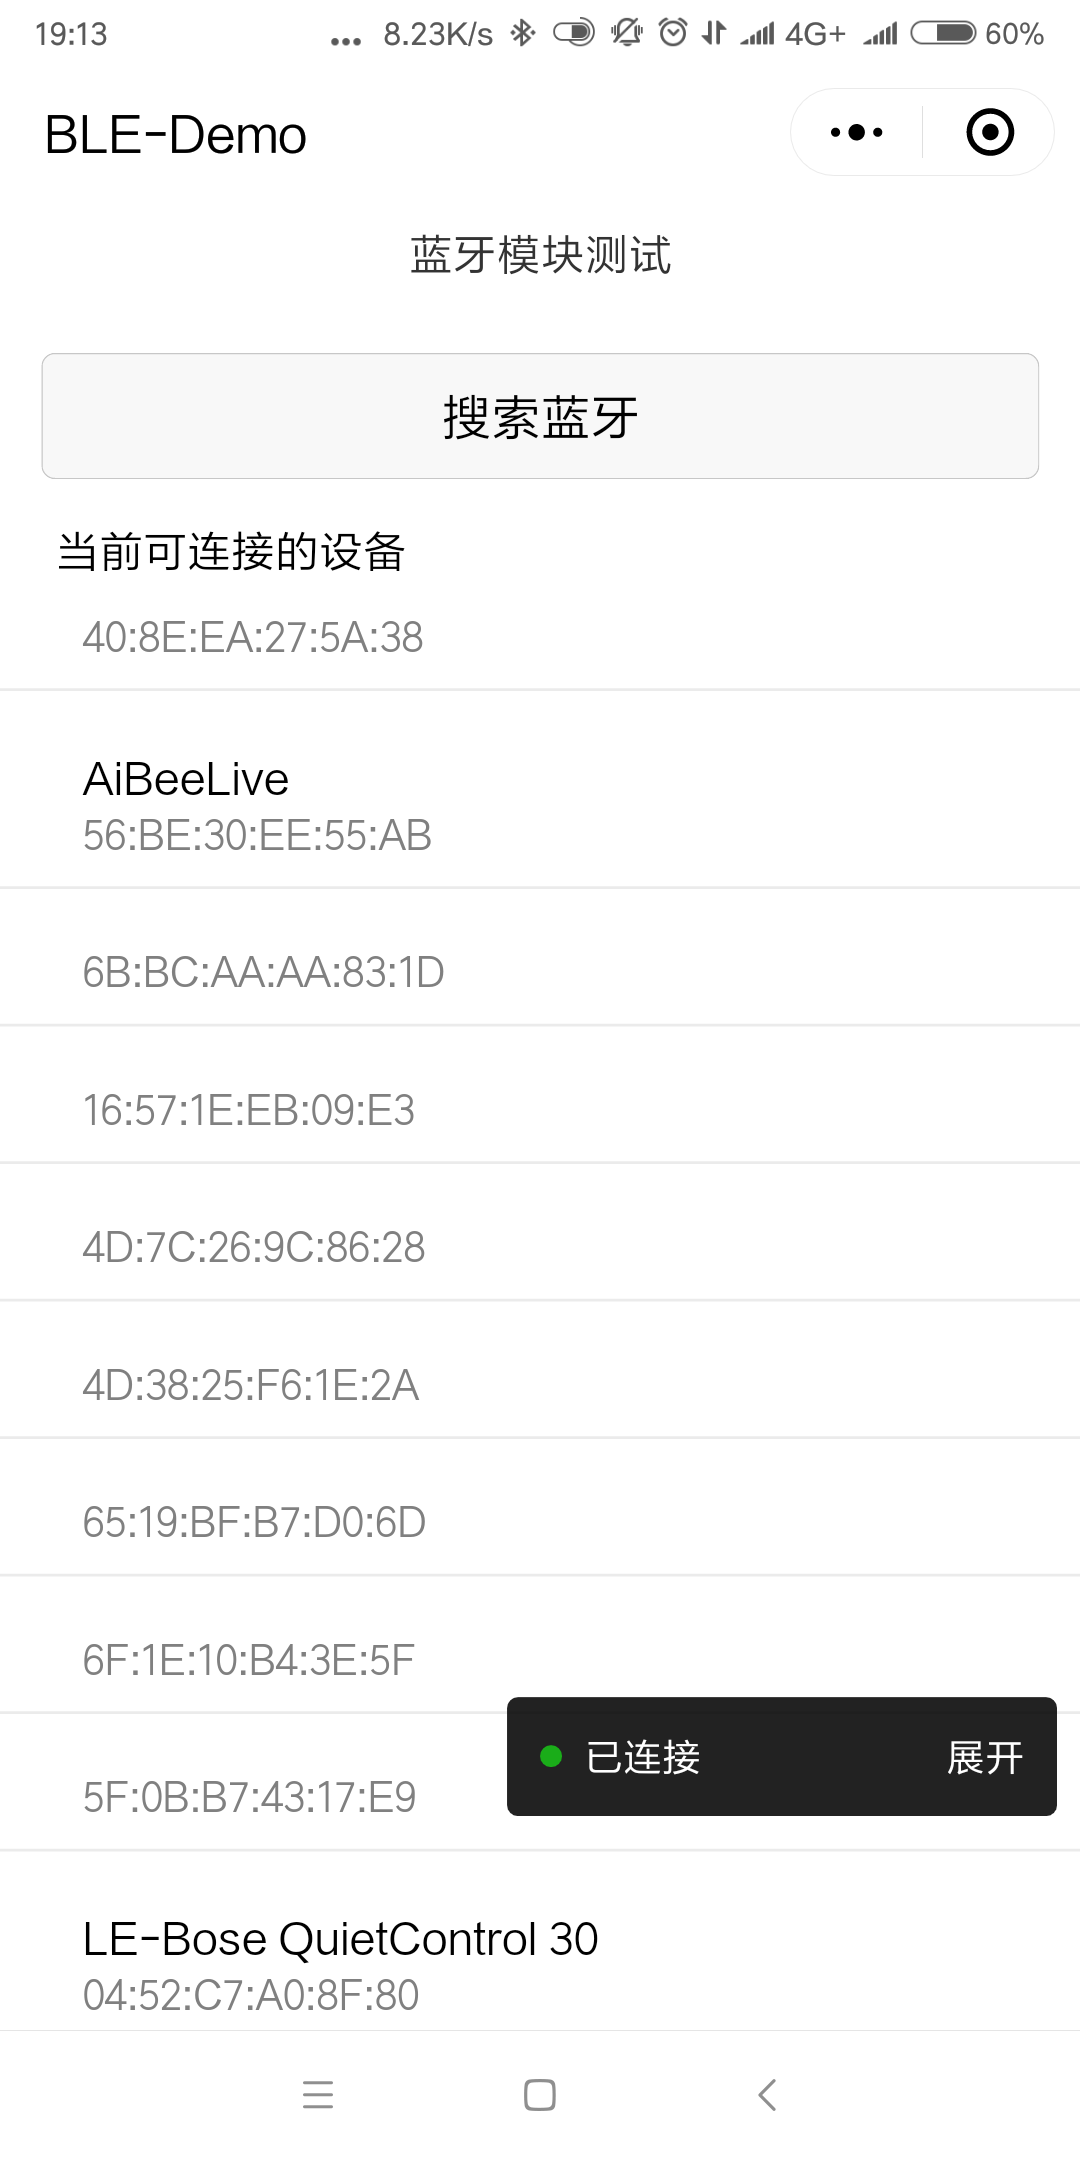 19:13 ... 8.23K/s 4G+ 60%
BLE-Demo
蓝牙模块测试
搜索蓝牙
当前可连接的设备
40:8E:EA:27:5A:38
AiBeeLive
56:BE:30:EE:55:AB
6B:BC:AA:AA:83:1D
16:57:1E:EB:09:E3
4D:7C:26:9C:86:28
4D:38:25:F6:1E:2A
65:19:BF:B7:D0:6D
6F:1E:10:B4:3E:5F
已连接 展开
5F:0B:B7:43:17:E9
LE-Bose QuietControl 30
04:52:C7:A0:8F:80